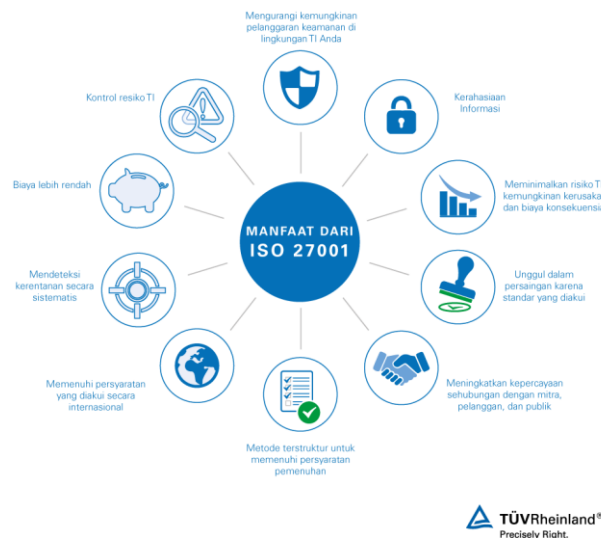 Mengurangi kemungkinan
pelanggaran keamanan di
lingkungan TI Anda
Kerahasiaan
Informasi
Meminimalkan risiko T
kemungkinan kerusaka
dan biaya konsekuensi
Unggul dalam
persaingan karena
standar yang diakui
Meningkatkan kepercayaan
sehubungan dengan mitra,
pelanggan, dan publik
Metode terstruktur untuk
memenuhi persyaratan
pemenuhan
Memenuhi persyaratan
yang diakui secara
internasional
Mendeteksi
kerentanan secara
sistematis
Biaya lebih rendah
Kontrol resiko TI
MANFAAT DARI
ISO 27001
TÜVRheinland®
Precisely Right.